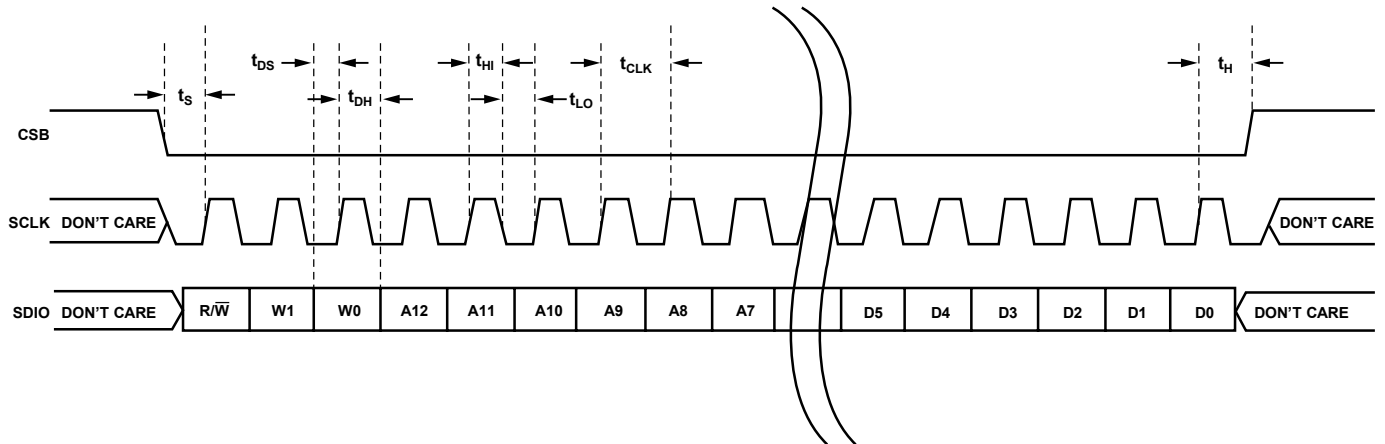 tDS
tHI
tCLK
tH
tS
tDH
tLO
CSB
SCLK DON'T CARE
DON'T CARE
SDIO DON'T CARE
R/W̅
W1
W0
A12
A11
A10
A9
A8
A7
D5
D4
D3
D2
D1
D0
DON'T CARE